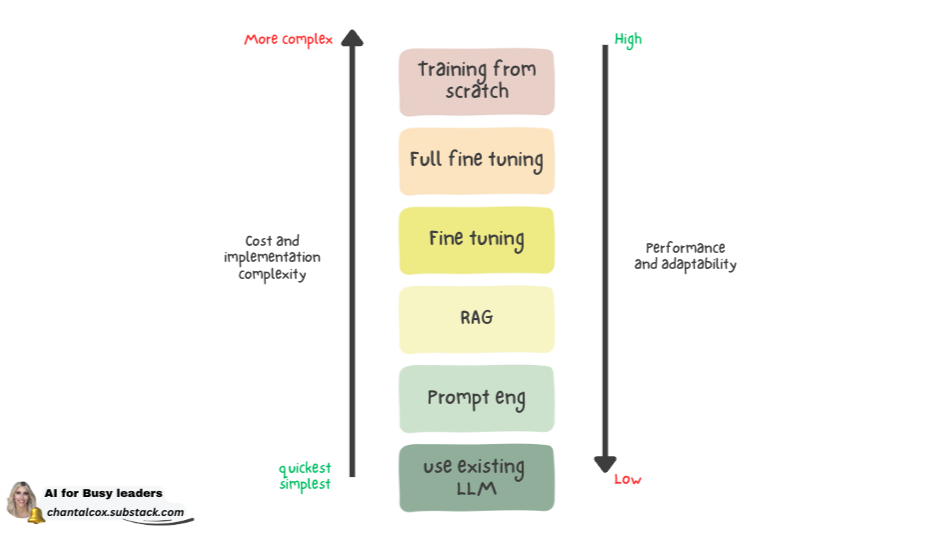 More complex
High
Training from
scratch
Full fine tuning
Fine tuning
Cost and
implementation
complexity
Performance
and adaptability
RAG
Prompt eng
quickest
simplest
use existing
LLM
Low
AI for Busy leaders
chantalcox.substack.com